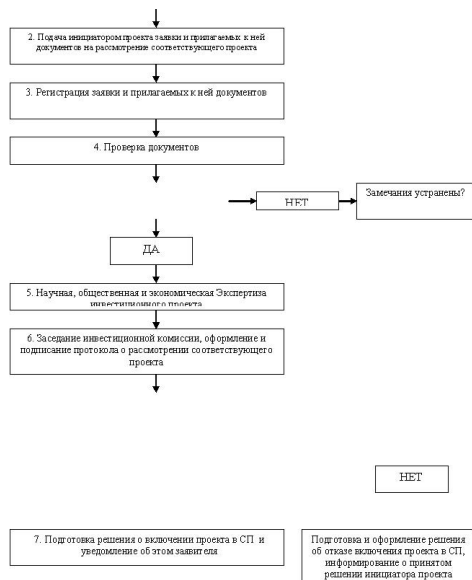 2. Подача инициатором проекта заявки и прилагаемых к ней
документов на рассмотрение соответствующего проекта
3. Регистрация заявки и прилагаемых к ней документов
4. Проверка документов
НЕТ
Замечания устранены?
ДА
5. Научная, общественная и экономическая Экспертиза
инвестиционного проекта
6. Заседание инвестиционной комиссии, оформление и
подписание протокола о рассмотрении соответствующего
проекта
НЕТ
7. Подготовка решения о включении проекта в СП и
уведомление об этом заявителя
Подготовка и оформление решения
об отказе включения проекта в СП,
информирование о принятом
решении инициатора проекта